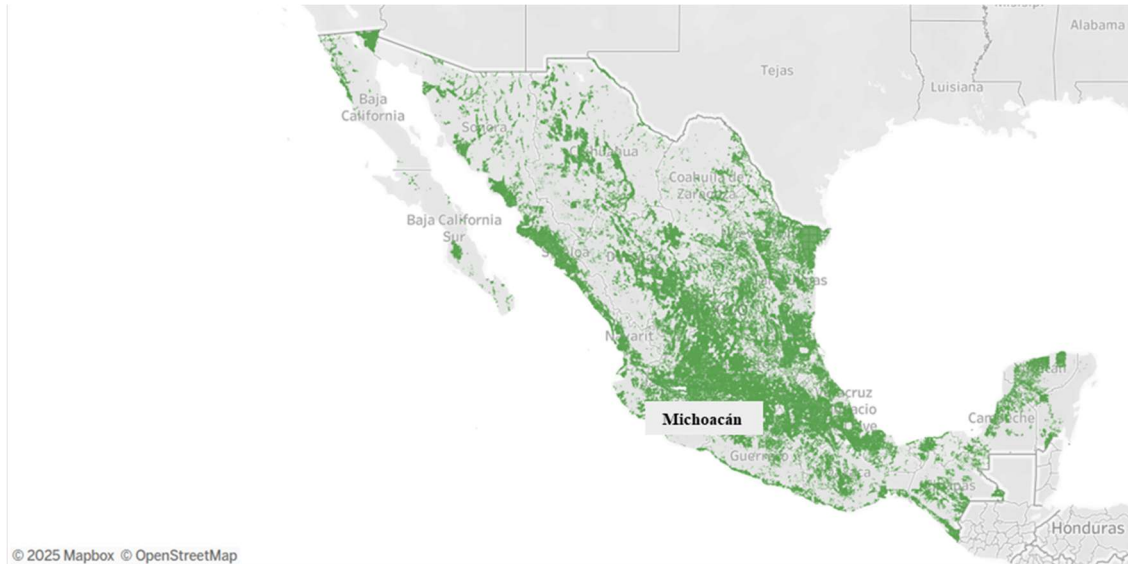 Alabama
Tejas
Luisiana
Baja
California
Sonora
Chihuahua
Coahuila de
Zaragoza
Baja California
Sur
Sinaloa
Nayarit
Michoacán
Campeche
Guerrero
Honduras
© 2025 Mapbox © OpenStreetMap